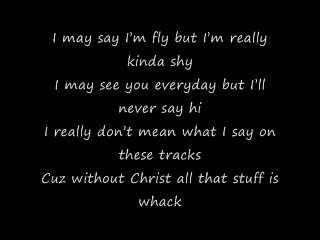 I may say I'm fly but I'm really
kinda shy
I may see you everyday but I'll
never say hi
I really don't mean what I say on
these tracks
Cuz without Christ all that stuff is
whack